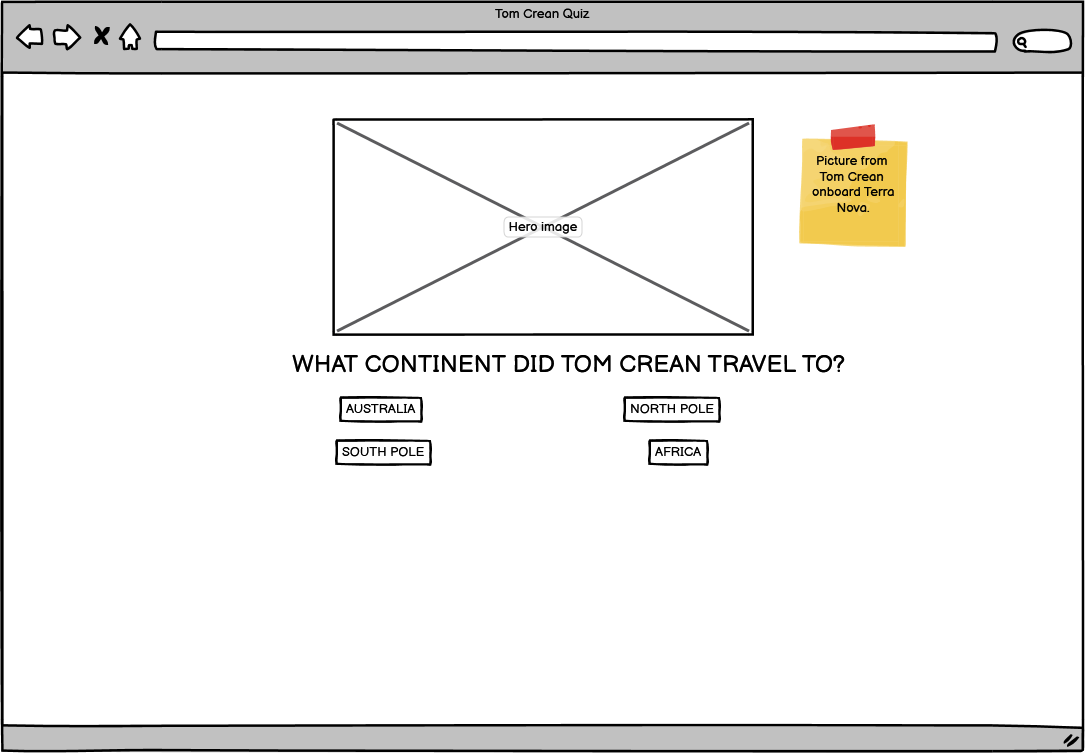 Tom Crean Quiz
Hero image
Picture from
Tom Crean
onboard Terra
Nova.
WHAT CONTINENT DID TOM CREAN TRAVEL TO?
AUSTRALIA
NORTH POLE
SOUTH POLE
AFRICA